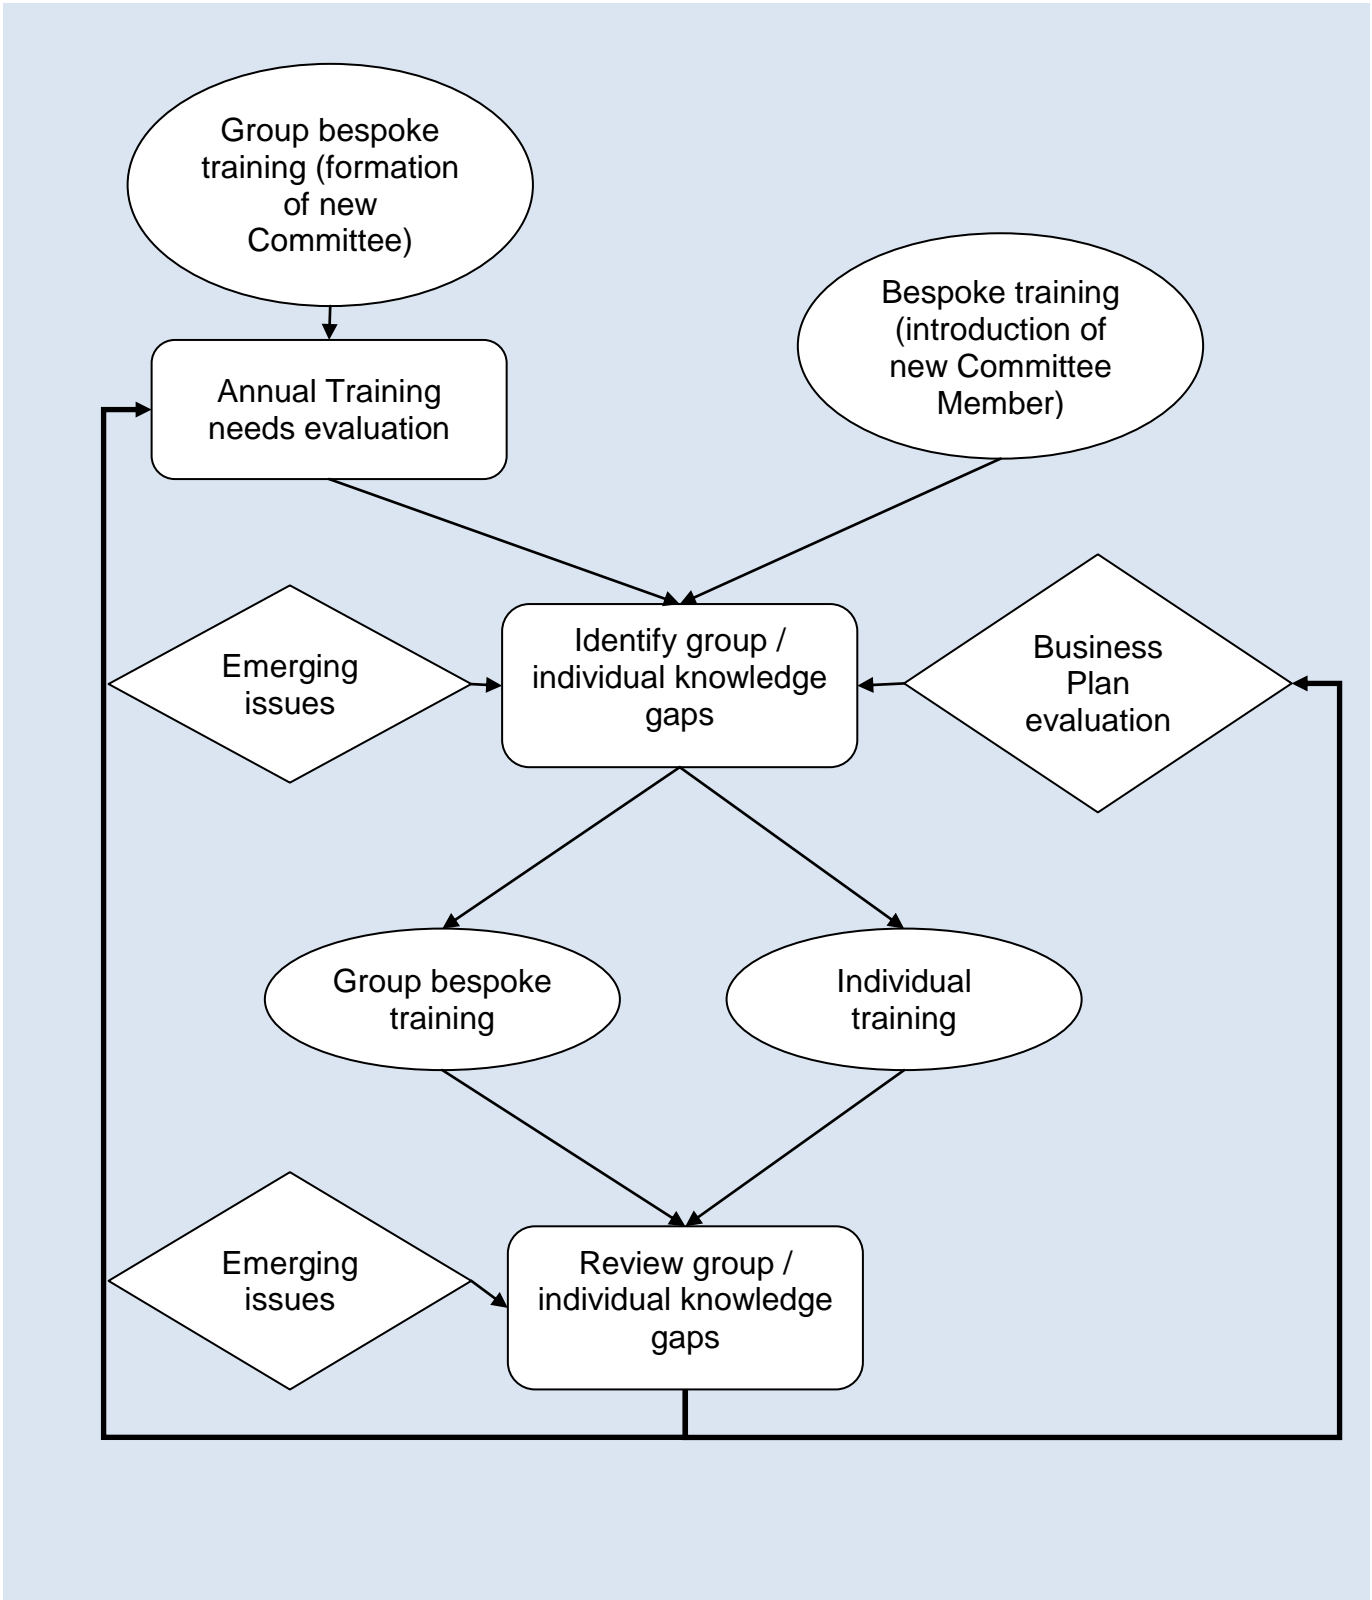 Group bespoke
training (formation
of new
Committee)
Bespoke training
(introduction of
new Committee
Member)
Annual Training
needs evaluation
Emerging
issues
Identify group /
individual knowledge
gaps
Business
Plan
evaluation
Group bespoke
training
Individual
training
Emerging
issues
Review group /
individual knowledge
gaps